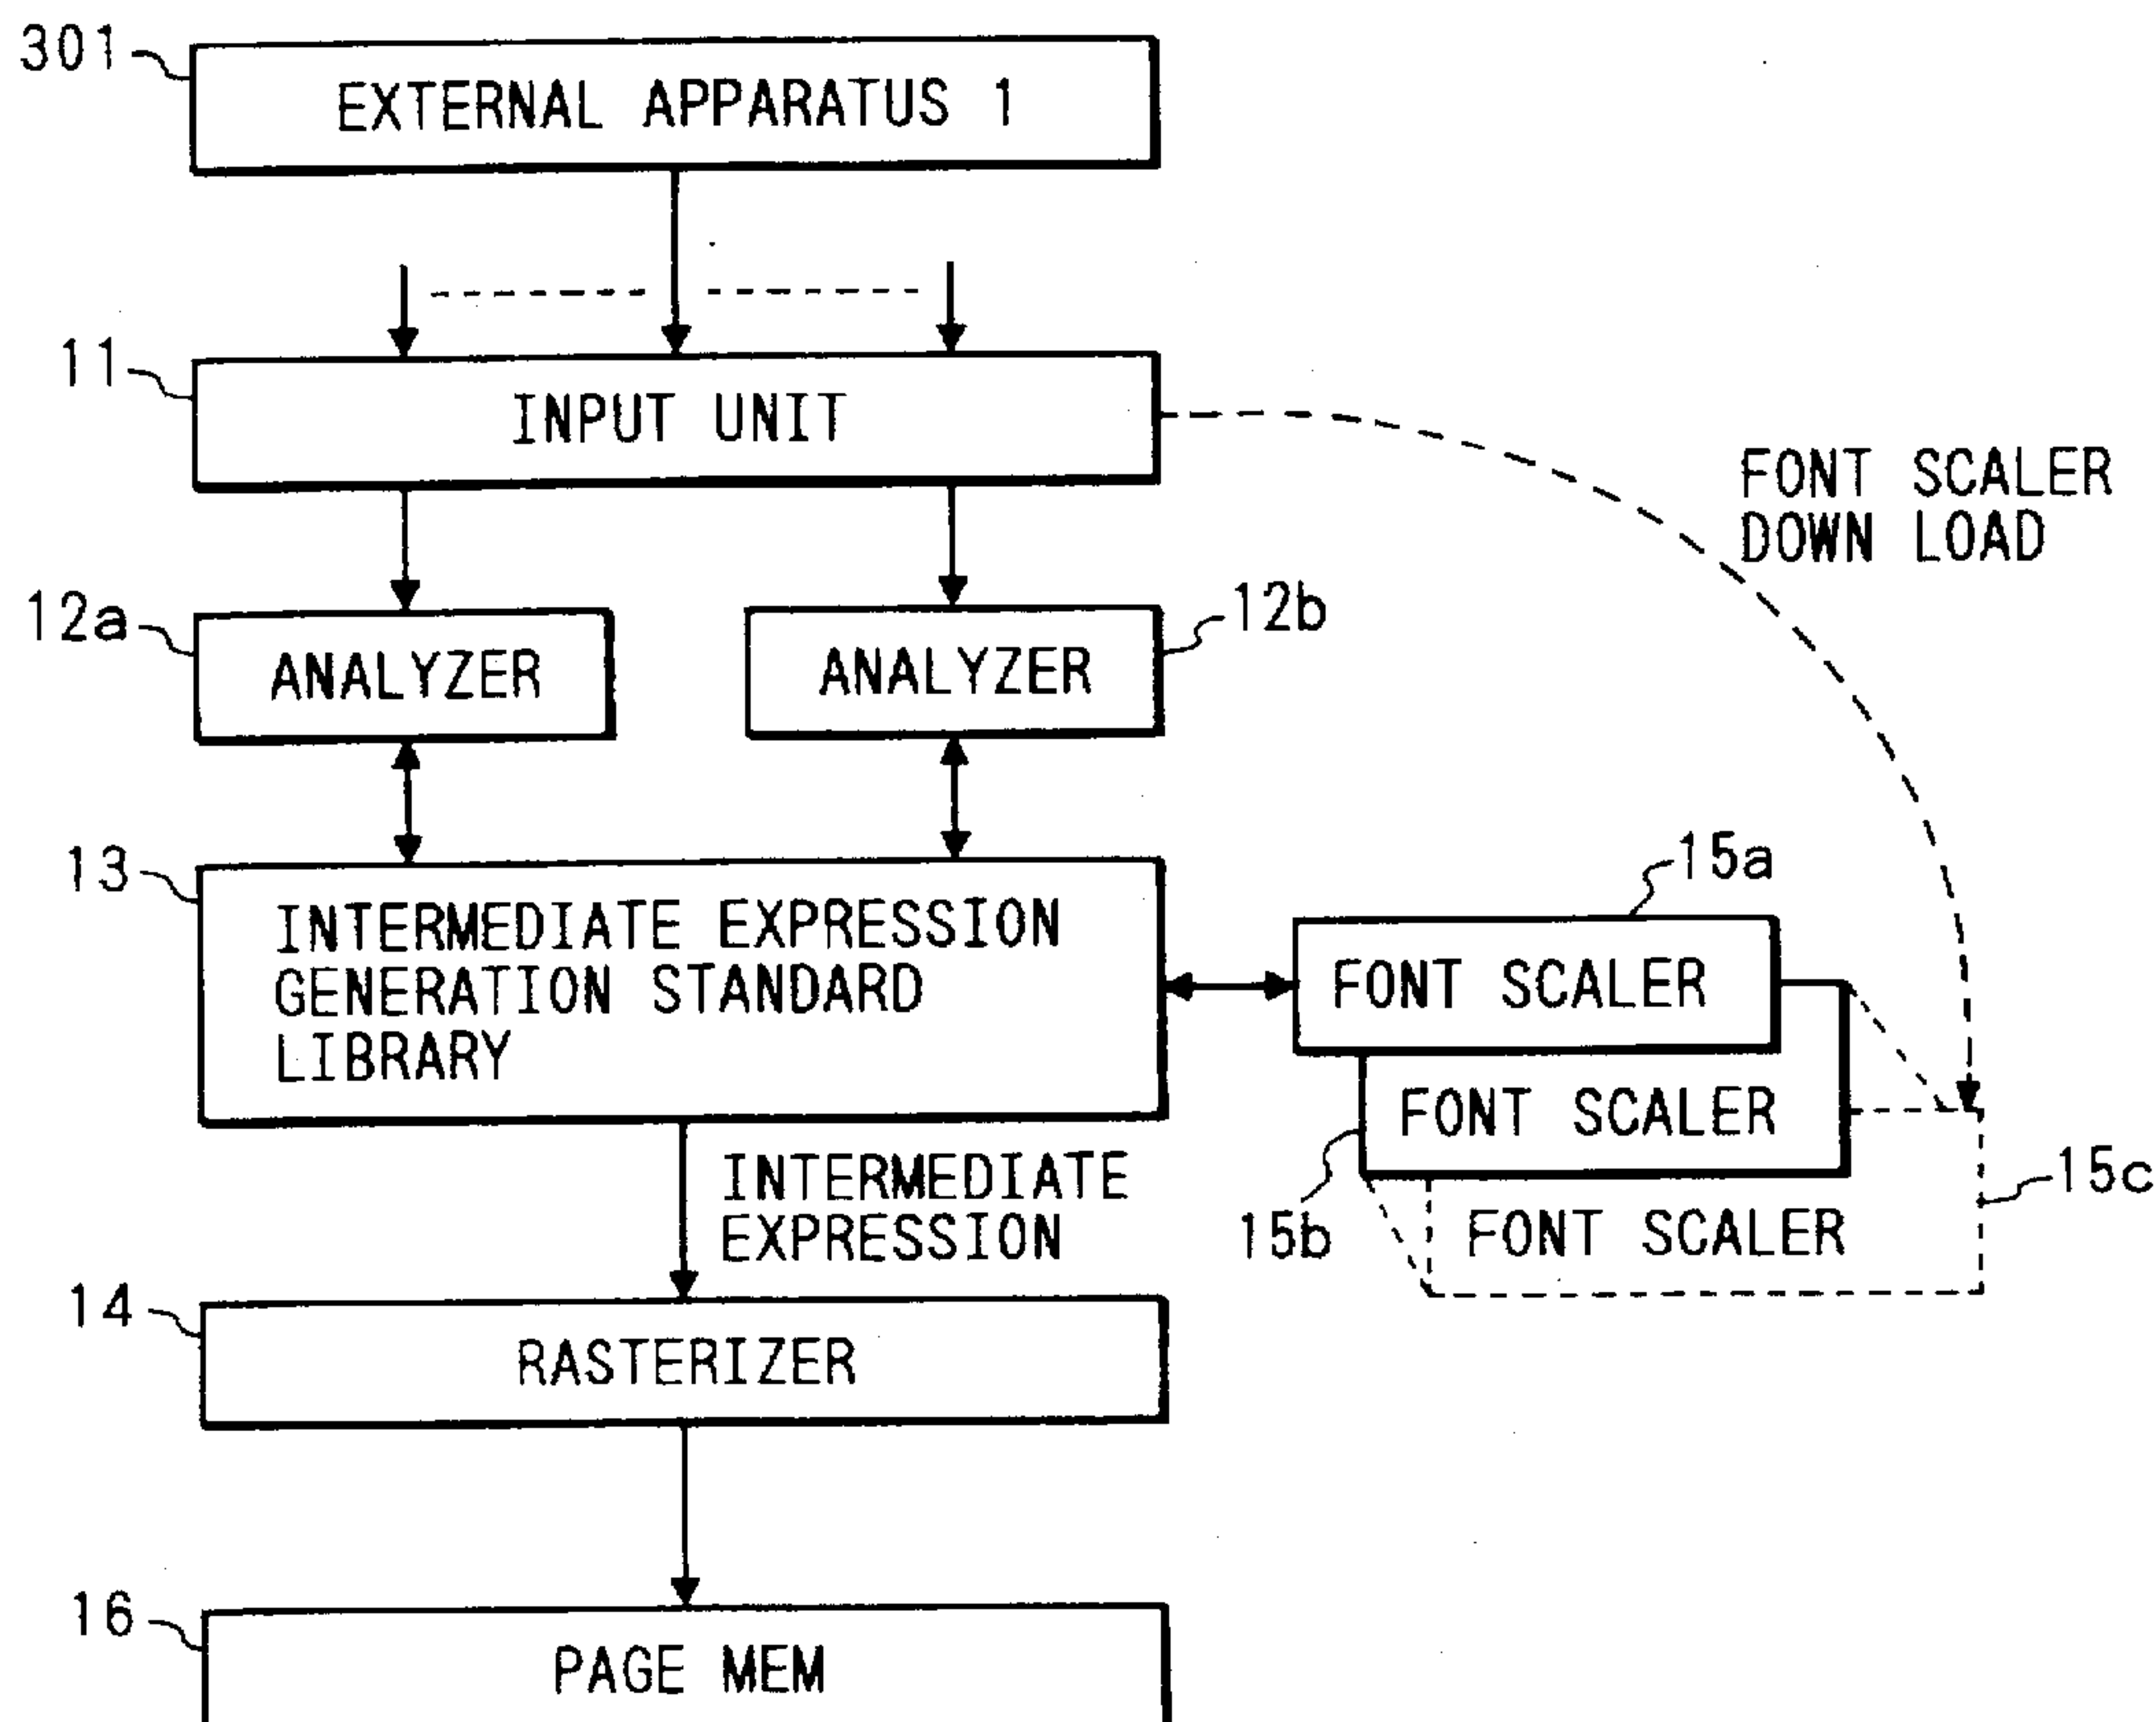 301
EXTERNAL APPARATUS 1
11
INPUT UNIT
FONT SCALER
DOWN LOAD
12a
ANALYZER
ANALYZER
12b
13
INTERMEDIATE EXPRESSION
GENERATION STANDARD
LIBRARY
15a
FONT SCALER
FONT SCALER
15b
FONT SCALER
15c
INTERMEDIATE
EXPRESSION
14
RASTERIZER
16
PAGE MEM